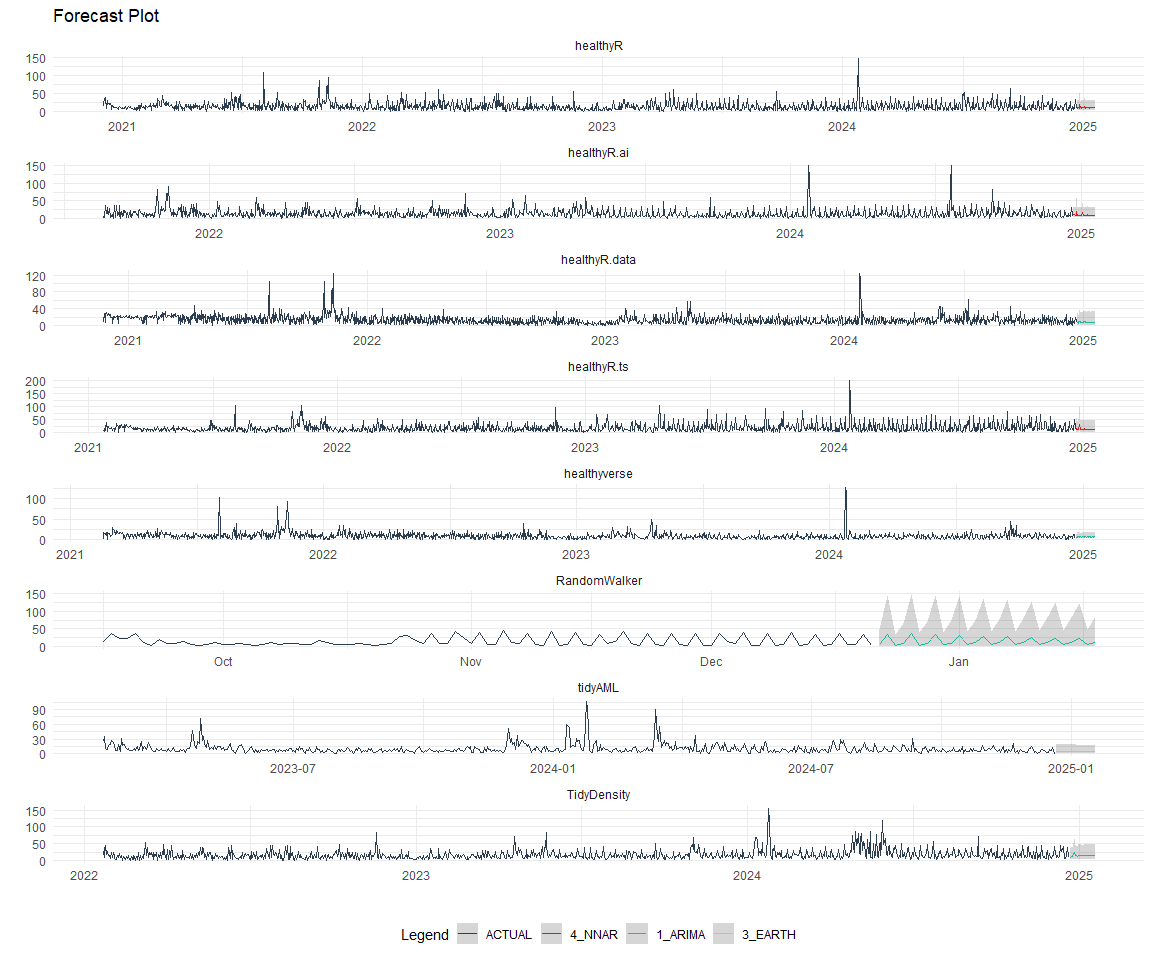 Forecast Plot
healthyR
150
100
50
0
2021 2022 2023 2024 2025
healthyR.ai
150
100
50
0
2022 2023 2024 2025
healthyR.data
120
80
40
0
2021 2022 2023 2024 2025
healthyR.ts
200
150
100
50
0
2021 2022 2023 2024 2025
healthyverse
100
50
0
2021 2022 2023 2024 2025
RandomWalker
150
100
50
0
Oct Nov Dec Jan
tidyAML
90
60
30
0
2023-07 2024-01 2024-07 2025-01
TidyDensity
150
100
50
0
2022 2023 2024 2025
Legend ACTUAL 4_NNAR 1_ARIMA 3_EARTH